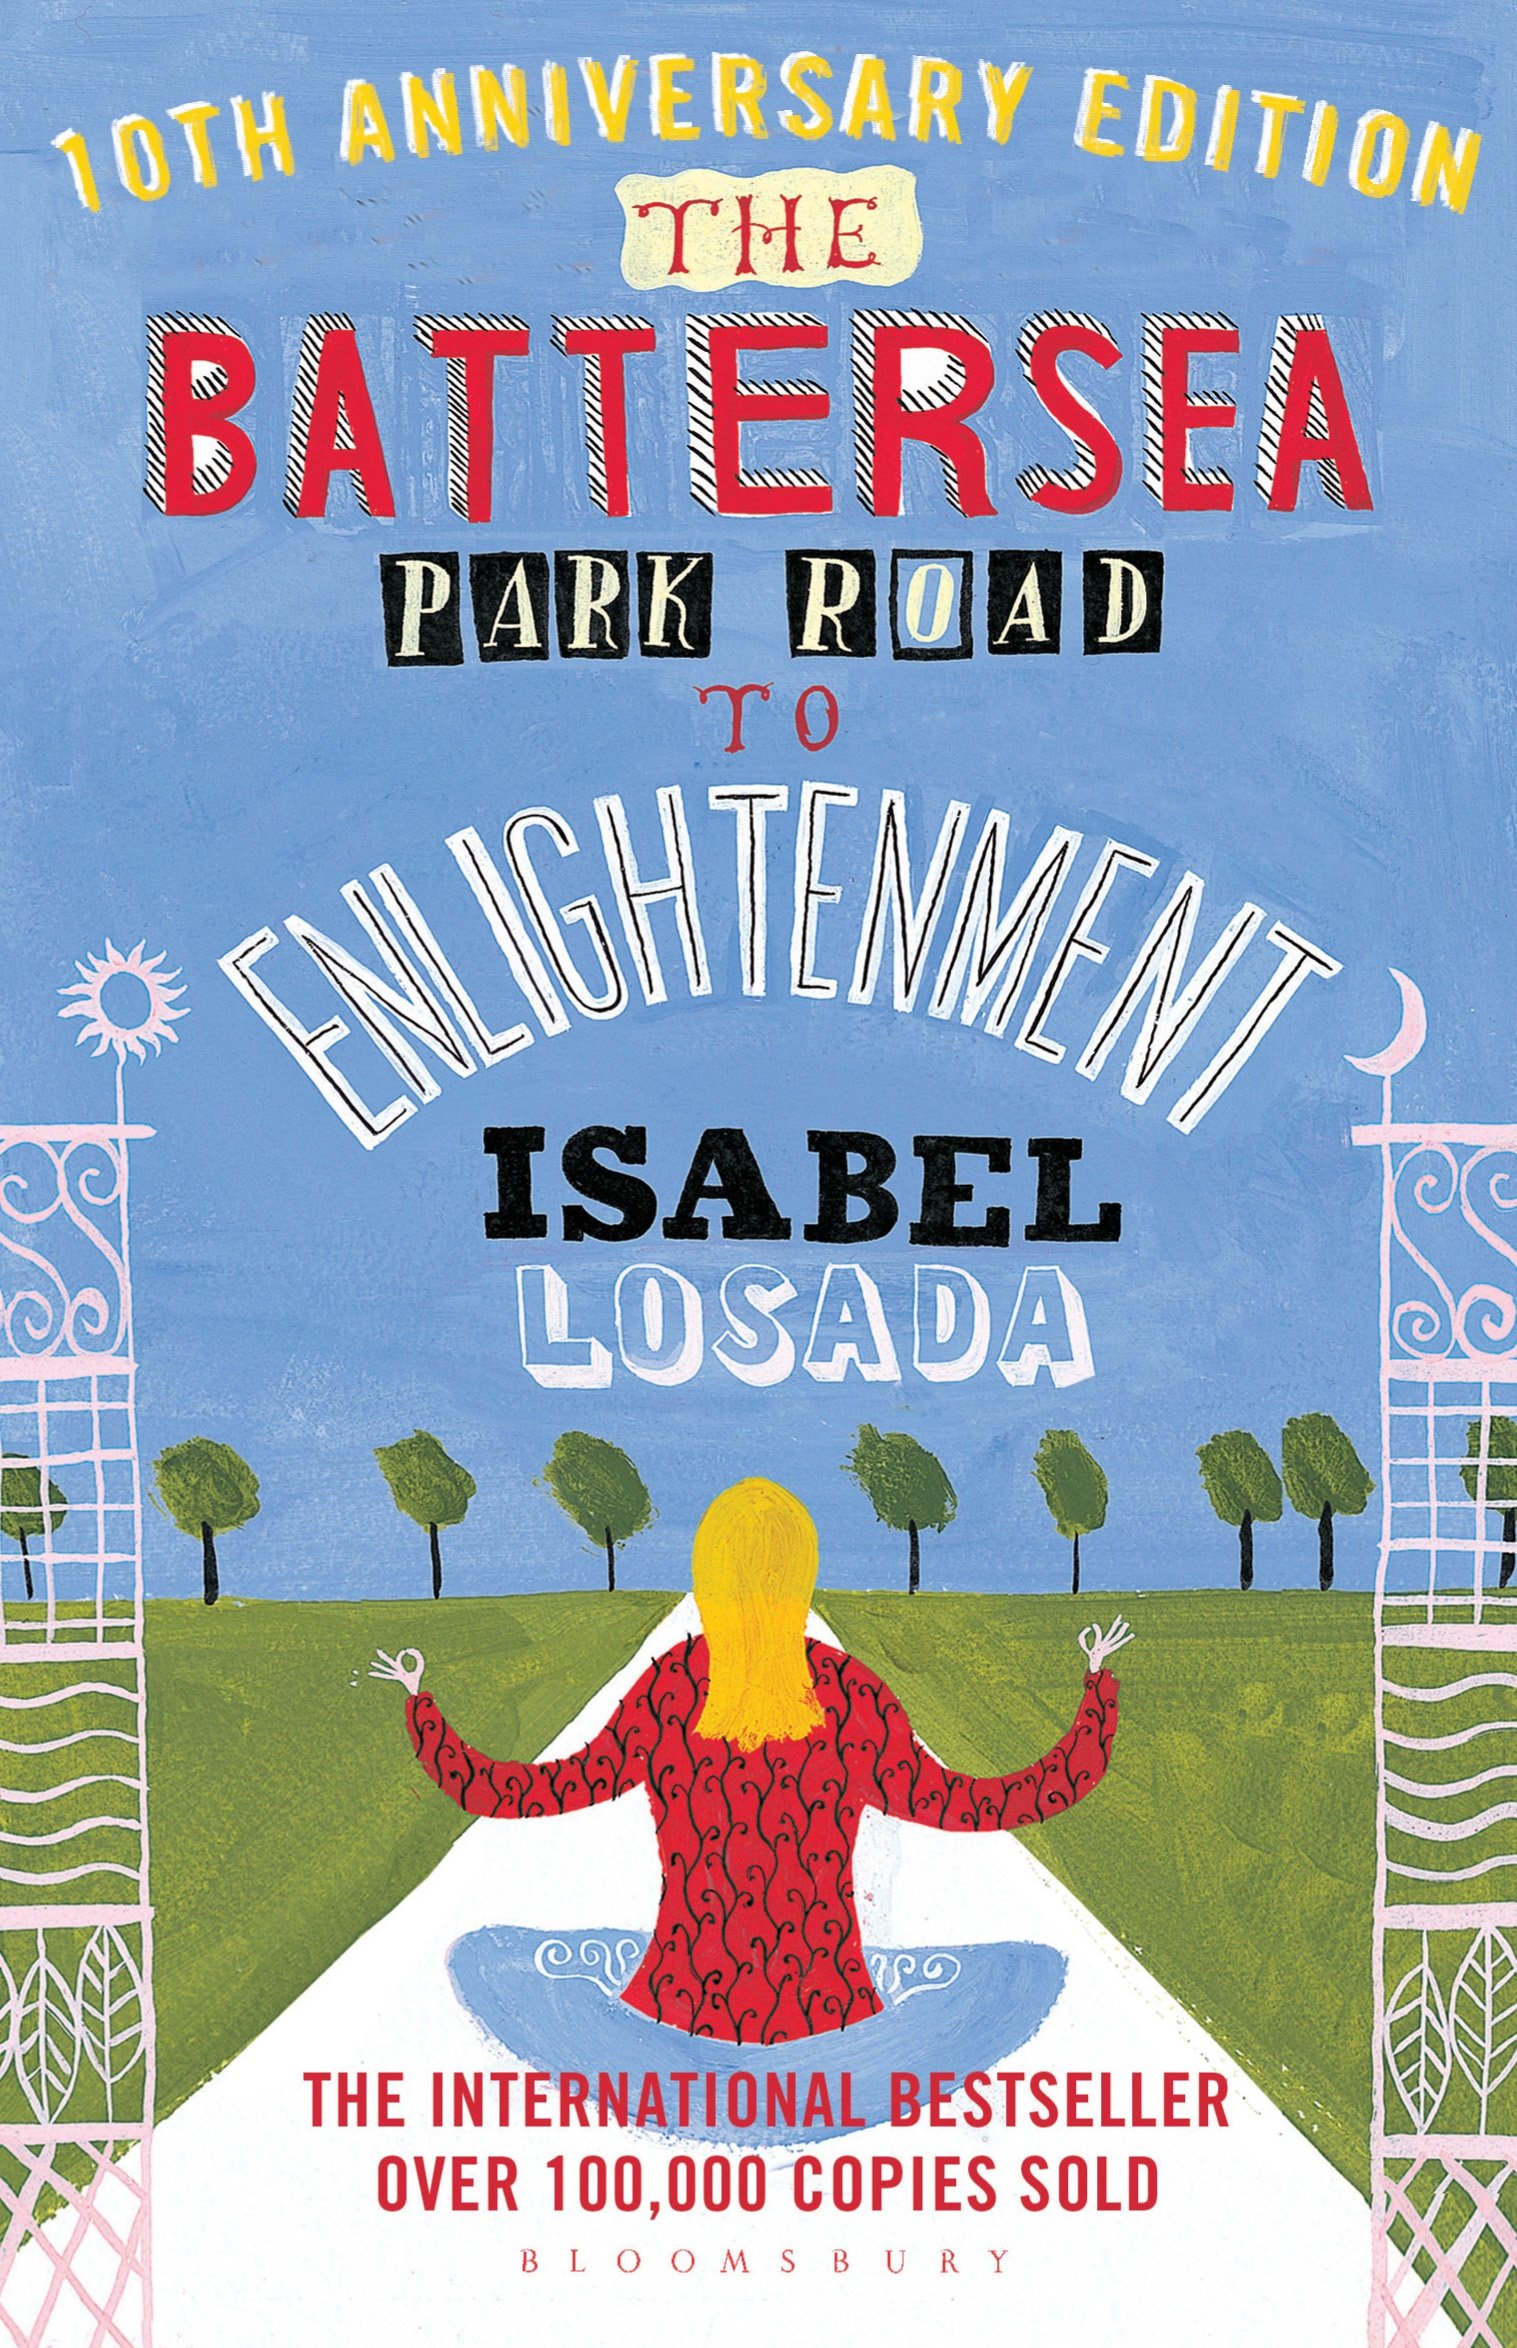 10TH ANNIVERSARY EDITION
THE
BATTERSEA
PARK ROAD
TO
ENLIGHTENMENT
ISABEL
LOSADA
THE INTERNATIONAL BESTSELLER
OVER 100,000 COPIES SOLD
BLOOMSBURY